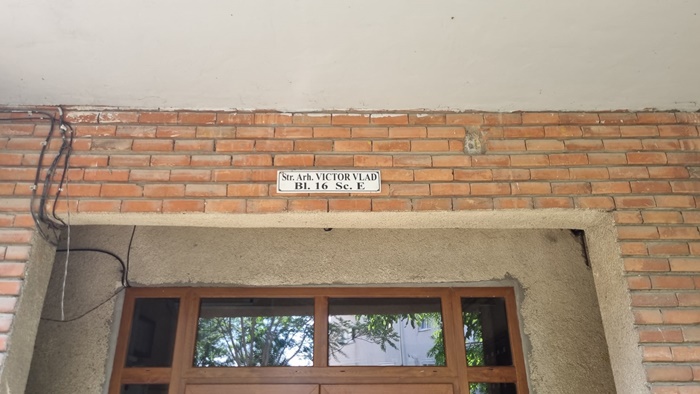 Str. Arh. VICTOR VLAD
Bl. 16 Sc. E